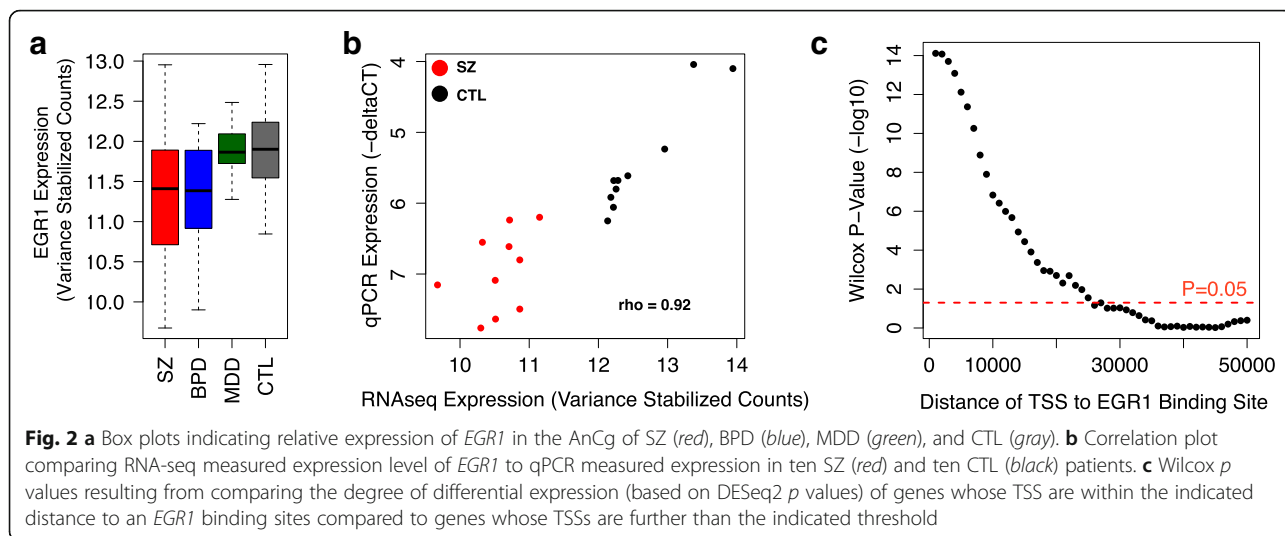 a
EGR1 Expression
(Variance Stabilized Counts)
13.0
12.5
12.0
11.5
11.0
10.5
10.0
SZ
BPD
MDD
CTL
b
qPCR Expression (−deltaCT)
4
5
6
7
SZ
CTL
rho = 0.92
10
11
12
13
14
RNAseq Expression (Variance Stabilized Counts)
c
Wilcox P−Value (−log10)
14
12
10
8
6
4
2
0
P=0.05
0
10000
30000
50000
Distance of TSS to EGR1 Binding Site
Fig. 2 a Box plots indicating relative expression of EGR1 in the AnCg of SZ (red), BPD (blue), MDD (green), and CTL (gray). b Correlation plot
comparing RNA-seq measured expression level of EGR1 to qPCR measured expression in ten SZ (red) and ten CTL (black) patients. c Wilcox p
values resulting from comparing the degree of differential expression (based on DESeq2 p values) of genes whose TSS are within the indicated
distance to an EGR1 binding sites compared to genes whose TSSs are further than the indicated threshold